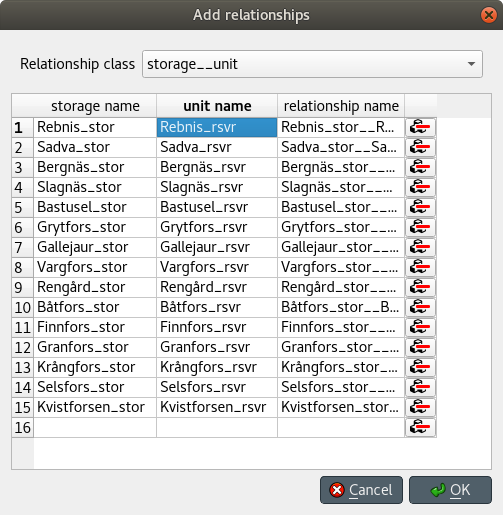 Add relationships
Relationship class storage__unit
storage name unit name relationship name
1 Rebnis_stor Rebnis_rsvr Rebnis_stor__R...
2 Sadva_stor Sadva_rsvr Sadva_stor__Sa...
3 Bergnäs_stor Bergnäs_rsvr Bergnäs_stor__...
4 Slagnäs_stor Slagnäs_rsvr Slagnäs_stor__...
5 Bastusel_stor Bastusel_rsvr Bastusel_stor__...
6 Grytfors_stor Grytfors_rsvr Grytfors_stor__...
7 Gallejaur_stor Gallejaur_rsvr Gallejaur_stor__...
8 Vargfors_stor Vargfors_rsvr Vargfors_stor__...
9 Rengård_stor Rengård_rsvr Rengård_stor__...
10 Båtfors_stor Båtfors_rsvr Båtfors_stor__B...
11 Finnfors_stor Finnfors_rsvr Finnfors_stor__...
12 Granfors_stor Granfors_rsvr Granfors_stor__...
13 Krångfors_stor Krångfors_rsvr Krångfors_stor_...
14 Selsfors_stor Selsfors_rsvr Selsfors_stor__...
15 Kvistforsen_stor Kvistforsen_rsvr Kvistforsen_stor...
16
Cancel OK